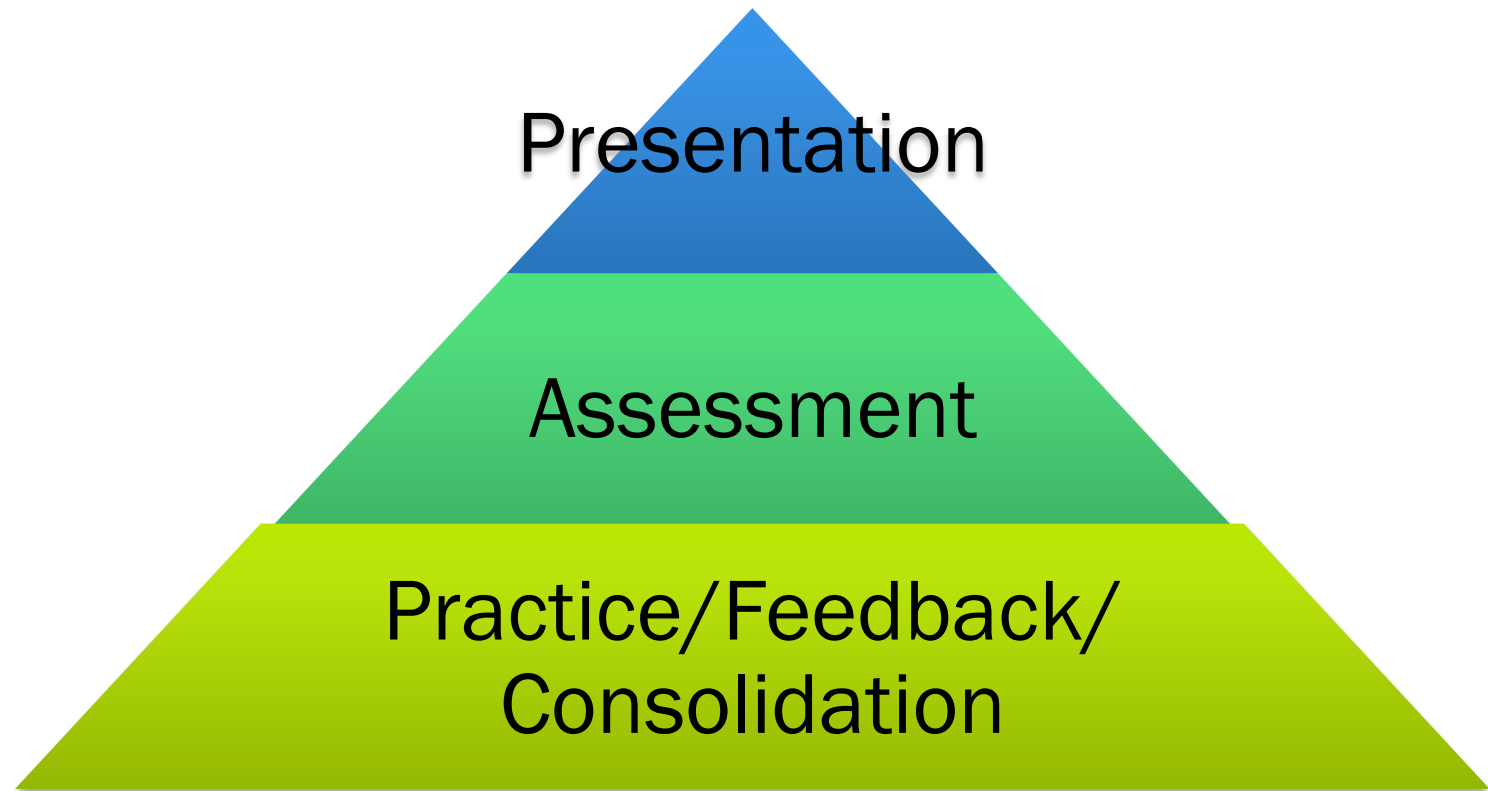 Presentation
Assessment
Practice/Feedback/
Consolidation